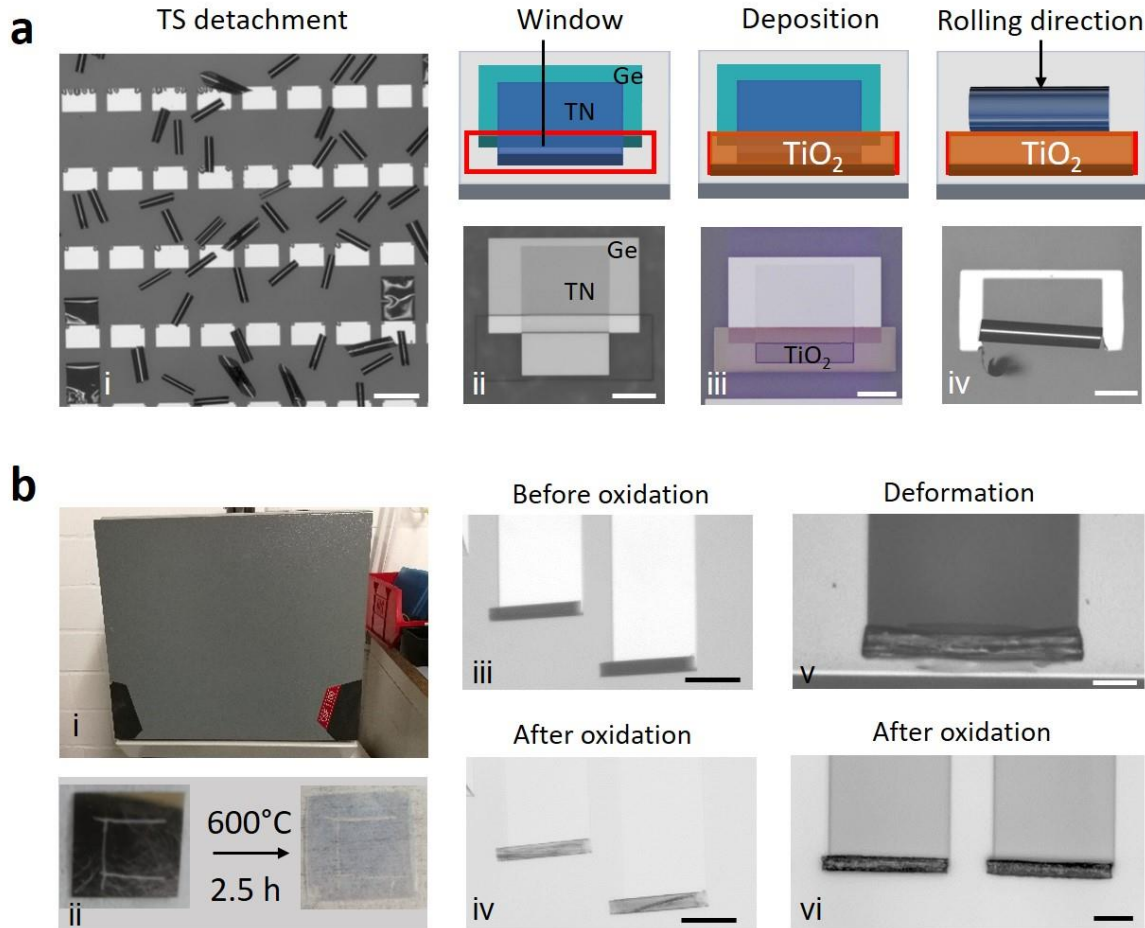 a
TS detachment
Window
Deposition
Rolling direction
Ge
TN
TiO₂
TiO₂
i
Ge
TN
ii
TiO₂
iii
iv
b
Before oxidation
Deformation
i
iii
v
600°C
2.5 h
ii
After oxidation
After oxidation
iv
vi